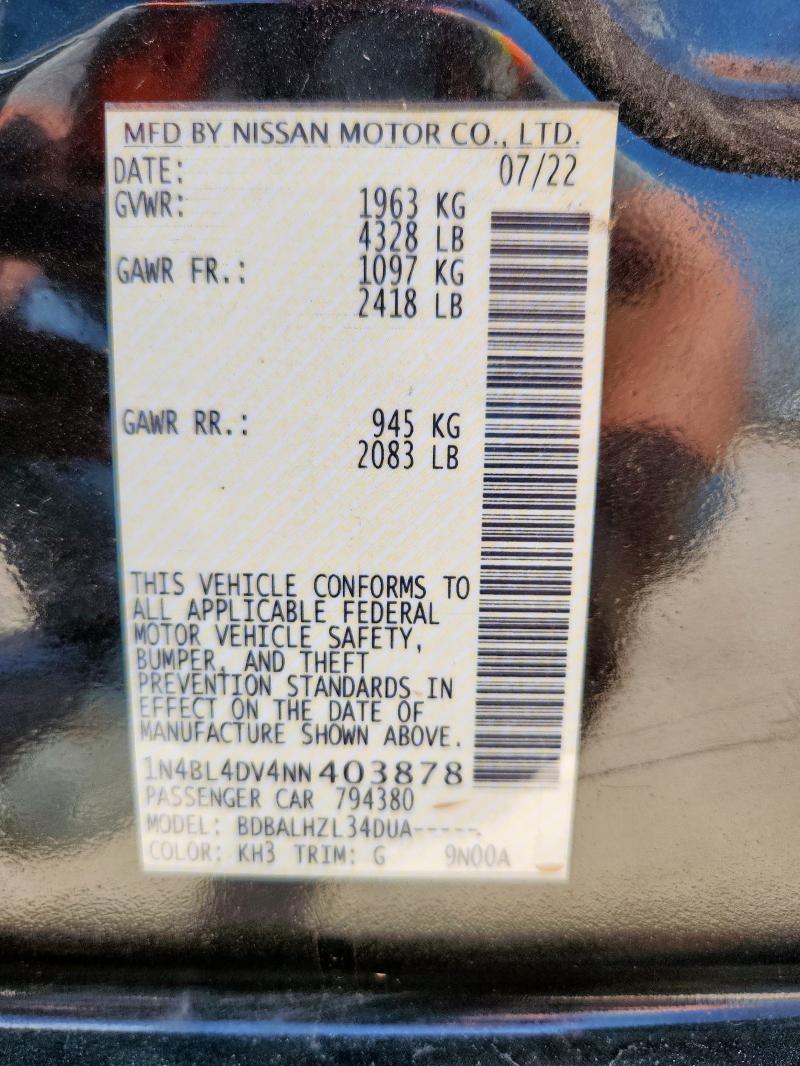 MFD BY NISSAN MOTOR CO., LTD.
DATE: 07/22
GVWR: 1963 KG
4328 LB
GAWR FR.: 1097 KG
2418 LB
GAWR RR.: 945 KG
2083 LB
THIS VEHICLE CONFORMS TO
ALL APPLICABLE FEDERAL
MOTOR VEHICLE SAFETY,
BUMPER, AND THEFT
PREVENTION STANDARDS IN
EFFECT ON THE DATE OF
MANUFACTURE SHOWN ABOVE.
1N4BL4DV4NN403878
PASSENGER CAR 794380
MODEL: BDBALHZL34DUA-----
COLOR: KH3 TRIM: G 9N00A